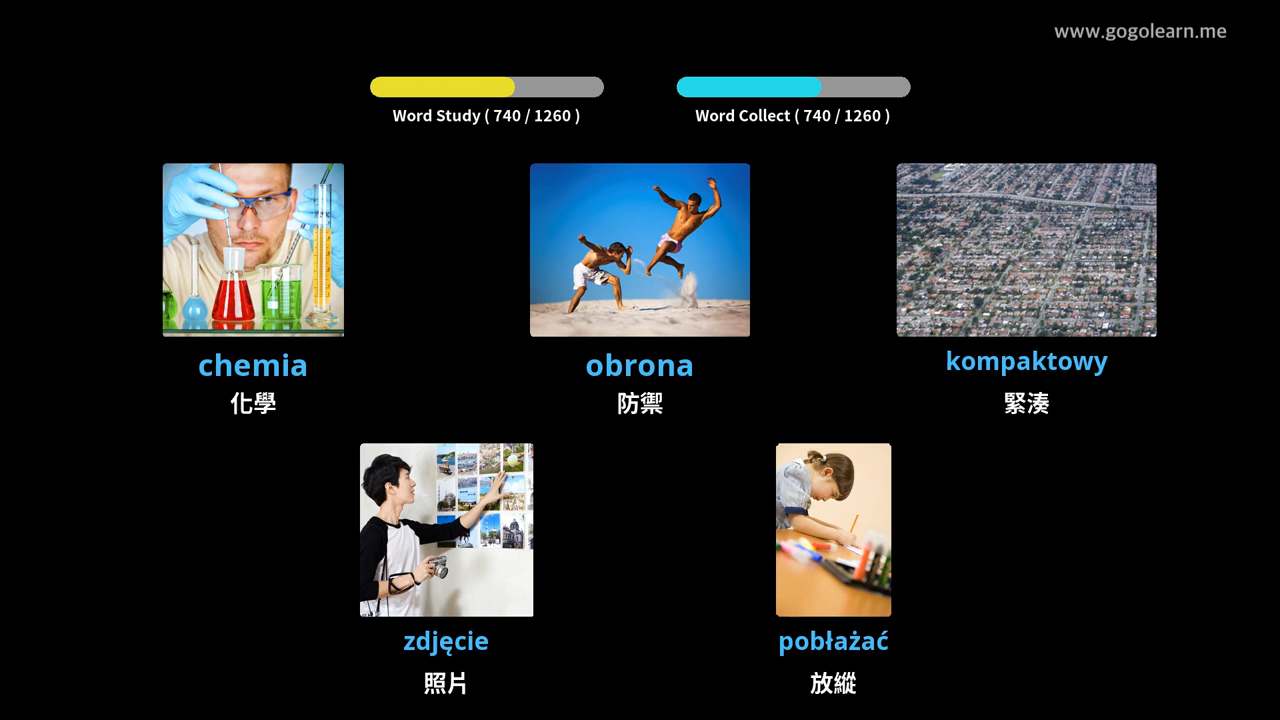 www.gogolearn.me
Word Study ( 740 / 1260 )
Word Collect ( 740 / 1260 )
chemia
化學
obrona
防禦
kompaktowy
緊湊
zdjęcie
照片
pobłażać
放縱